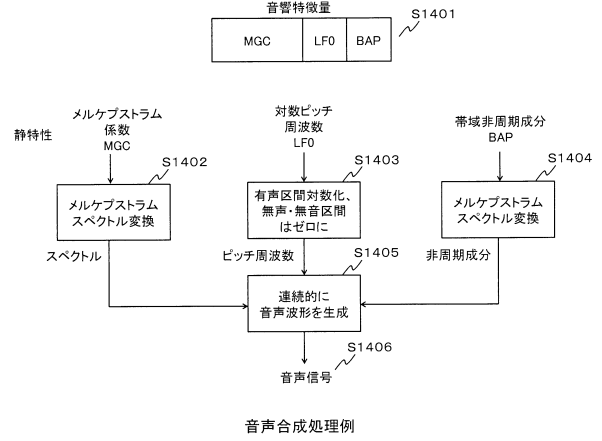 音響特徴量
S1401
MGC
LF0
BAP
静特性
メルケプストラム
係数
MGC
対数ピッチ
周波数
LF0
帯域非周期成分
BAP
S1402
S1403
S1404
メルケプストラム
スペクトル変換
有声区間対数化、
無声・無音区間
はゼロに
メルケプストラム
スペクトル変換
スペクトル
ピッチ周波数
S1405
非周期成分
連続的に
音声波形を生成
S1406
音声信号
音声合成処理例